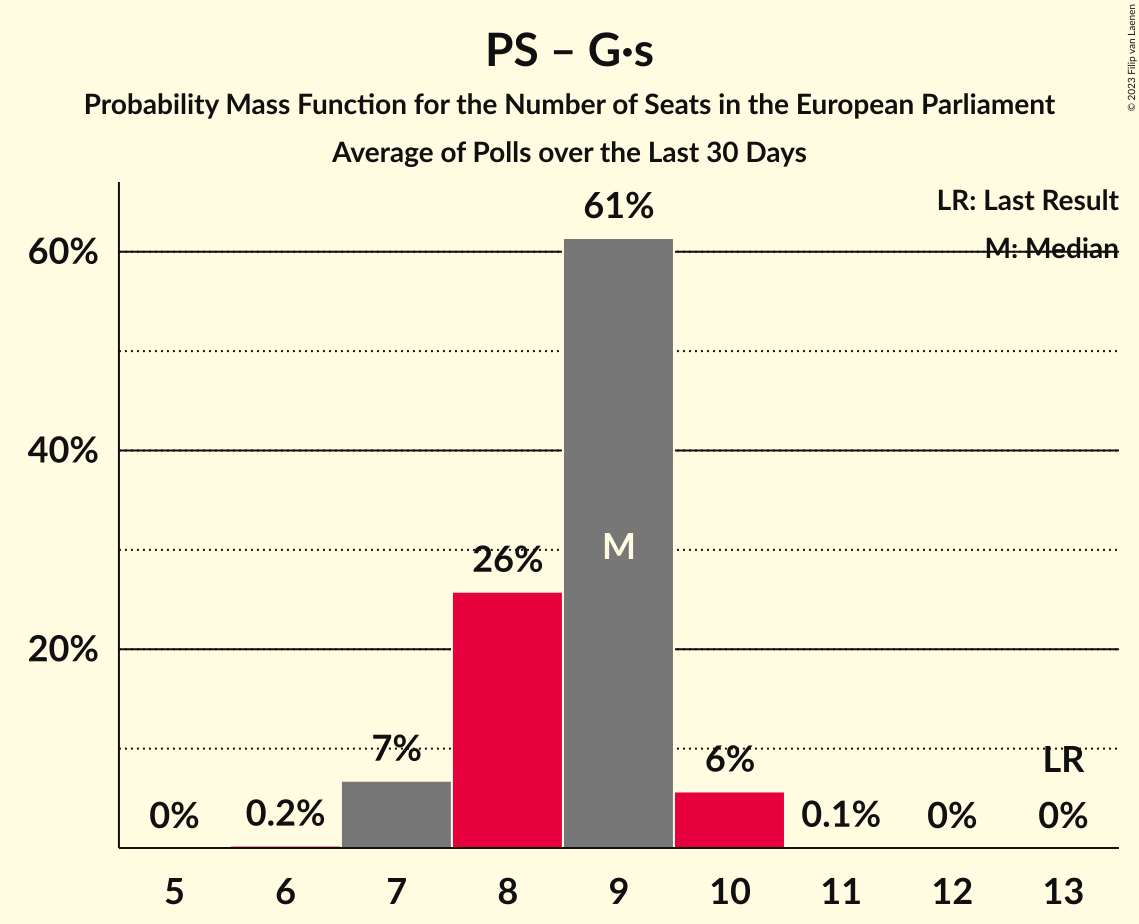 PS – G·s
Probability Mass Function for the Number of Seats in the European Parliament
Average of Polls over the Last 30 Days
© 2023 Filip van Laenen
LR: Last Result
M: Median
61%
60%
40%
M
26%
20%
7%
6%
LR
0%
0.2%
0.1%
0%
0%
5 6 7 8 9 10 11 12 13